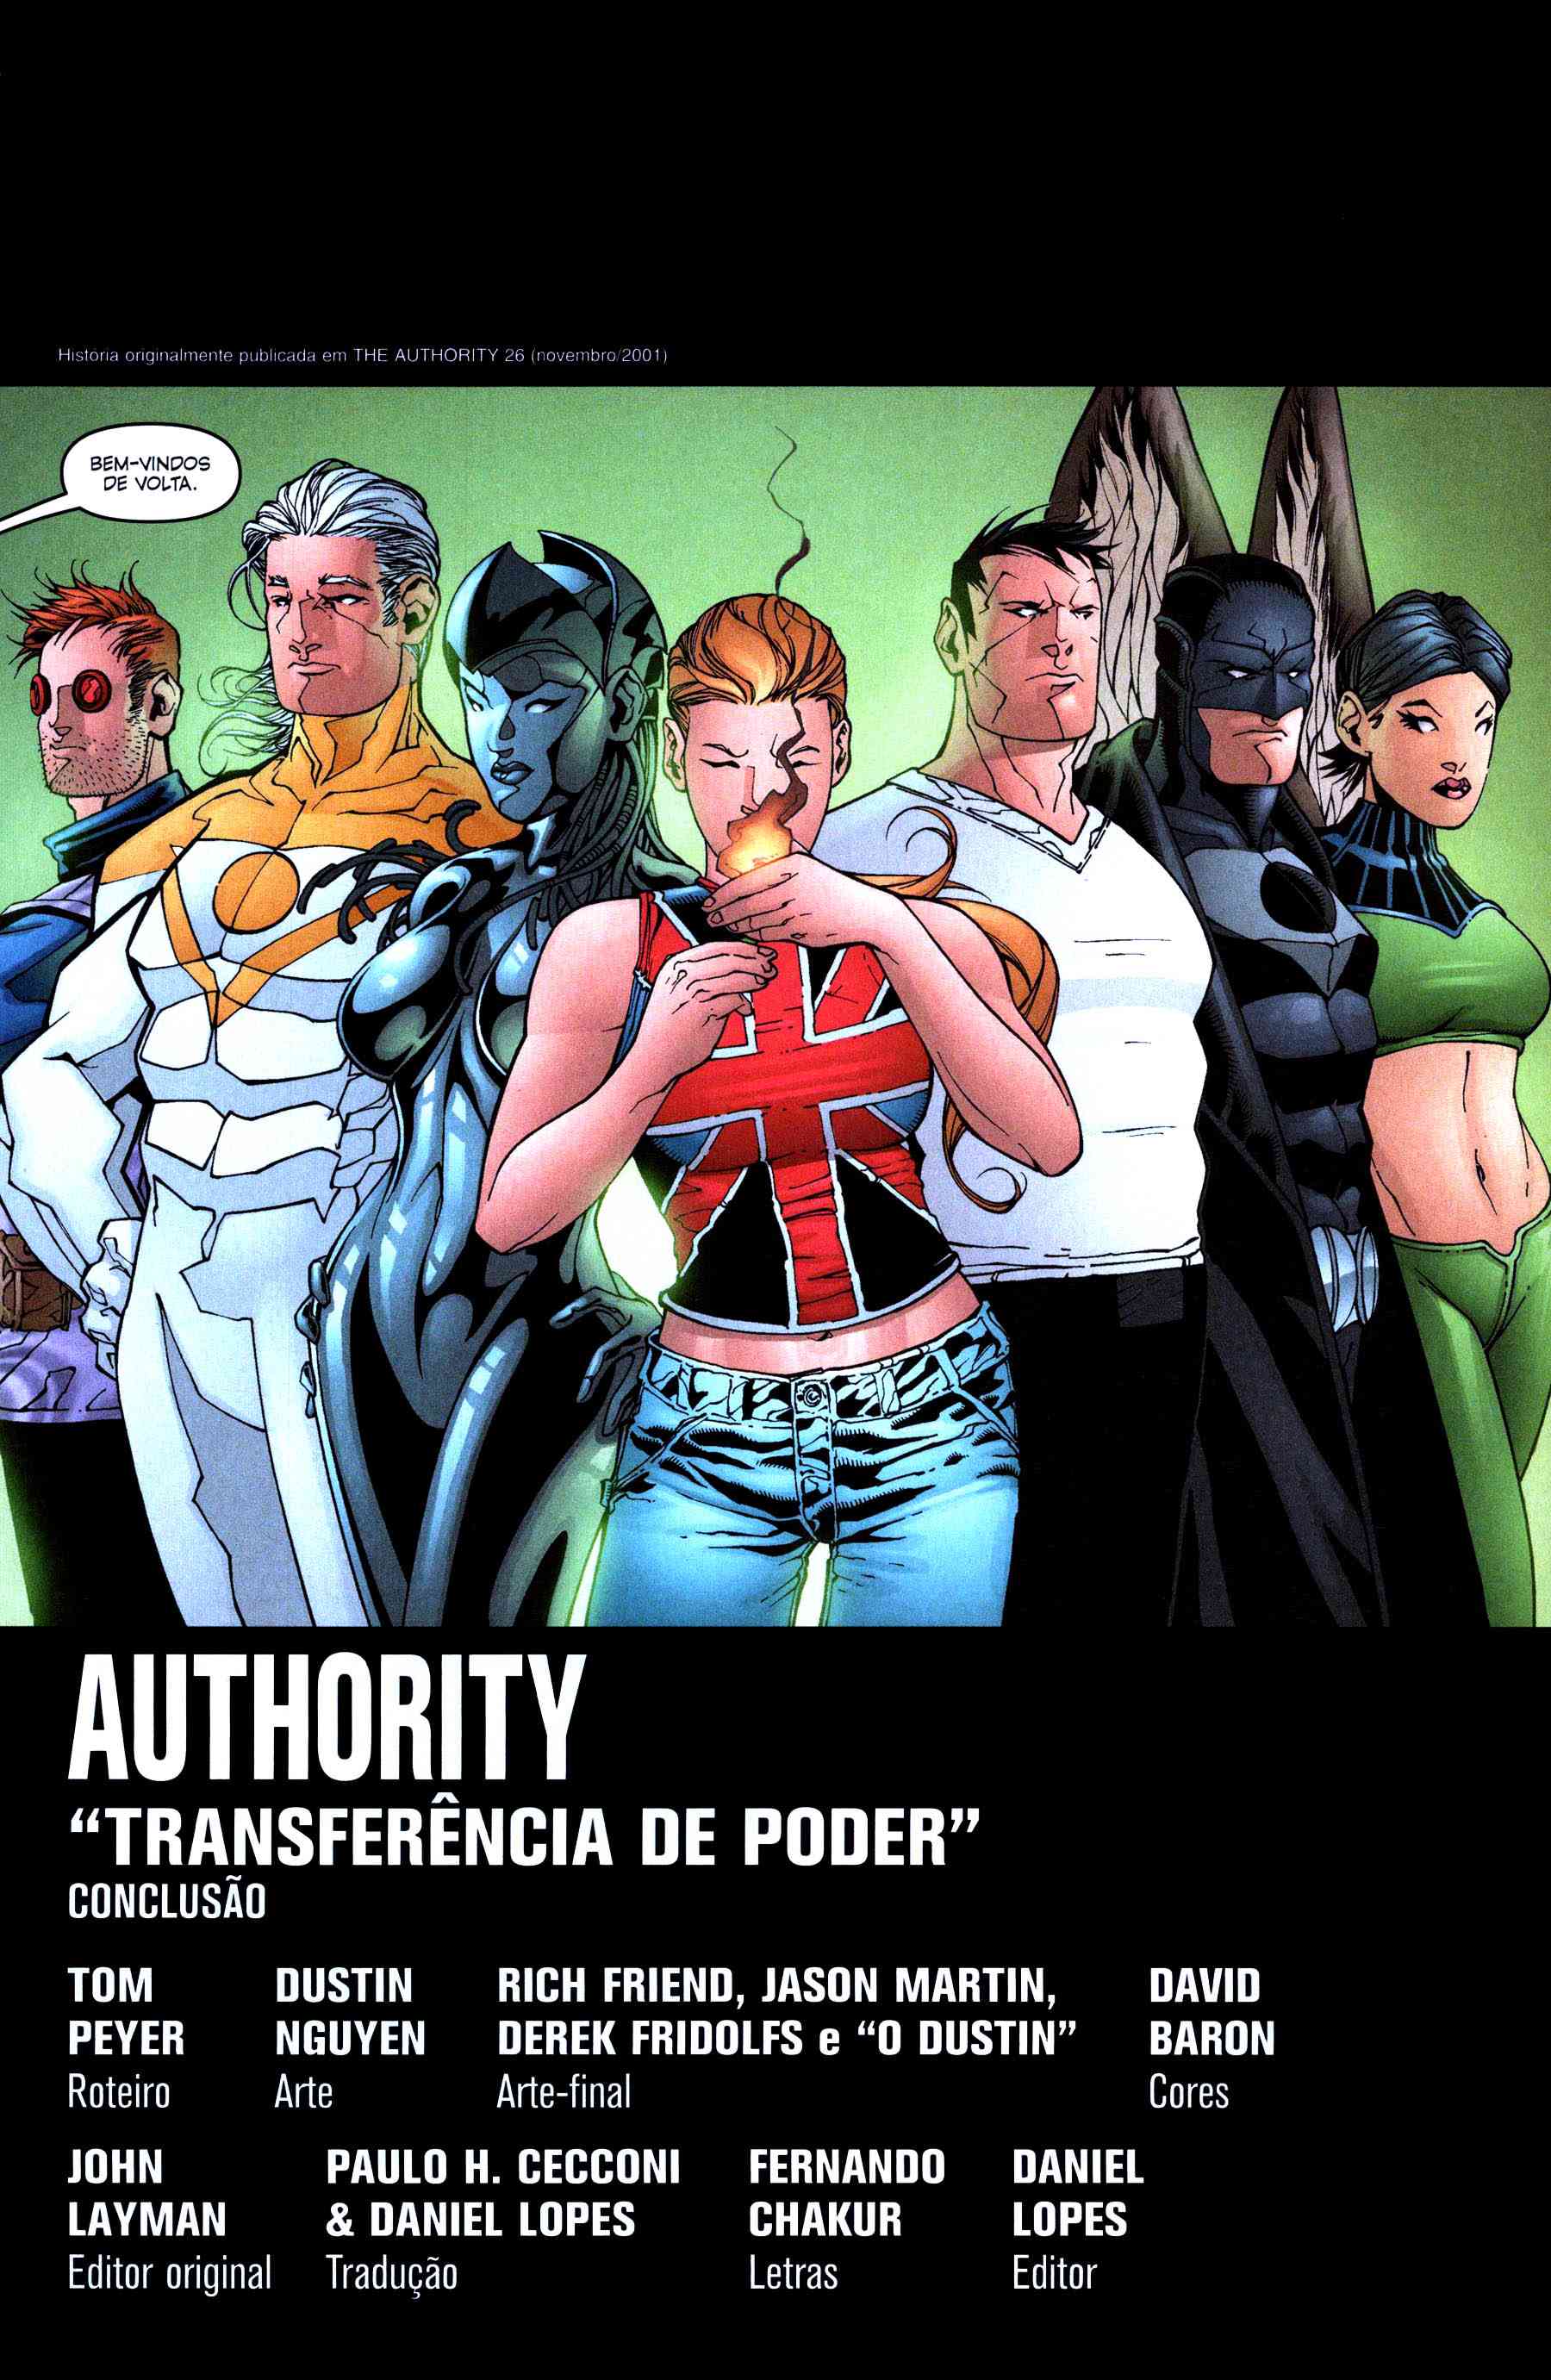 História originalmente publicada em THE AUTHORITY 26 (novembro/2001)
BEM-VINDOS
DE VOLTA.
AUTHORITY
“TRANSFERÊNCIA DE PODER”
CONCLUSÃO
TOM
PEYER
Roteiro
DUSTIN
NGUYEN
Arte
RICH FRIEND, JASON MARTIN,
DEREK FRIDOLFS e “O DUSTIN”
Arte-final
DAVID
BARON
Cores
JOHN
LAYMAN
Editor original
PAULO H. CECCONI
& DANIEL LOPES
Tradução
FERNANDO
CHAKUR
Letras
DANIEL
LOPES
Editor